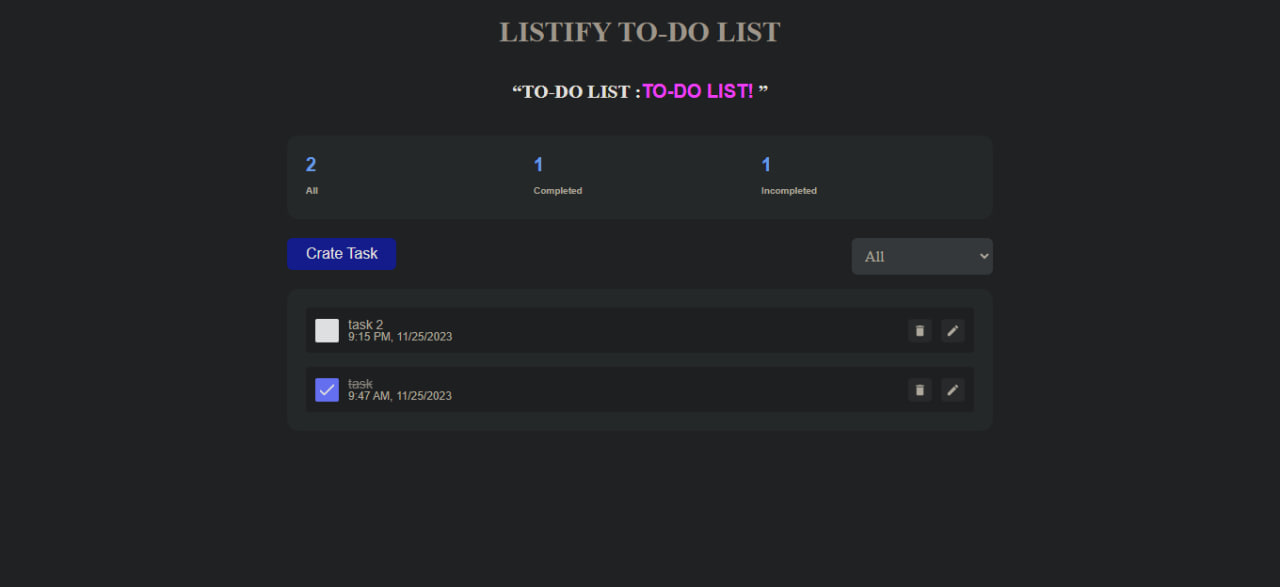 LISTIFY TO-DO LIST
“TO-DO LIST :TO-DO LIST! ”
2 1 1
All Completed Incompleted
Crate Task All
task 2
9:15 PM, 11/25/2023
task
9:47 AM, 11/25/2023